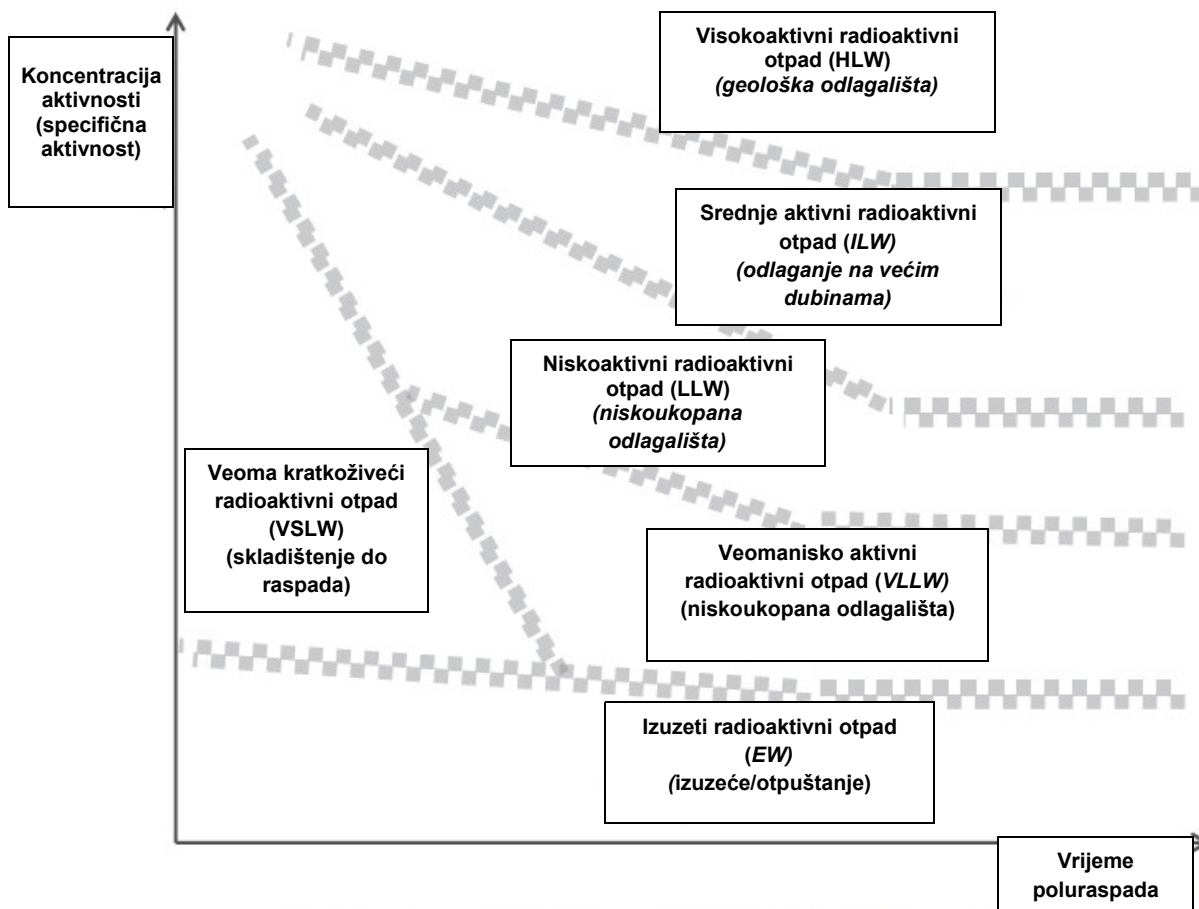 Koncentracija
aktivnosti
(specifična
aktivnost)
Visokoaktivni radioaktivni
otpad (HLW)
(geološka odlagališta)
Srednje aktivni radioaktivni
otpad (ILW)
(odlaganje na većim
dubinama)
Niskoaktivni radioaktivni
otpad (LLW)
(niskoukopana
odlagališta)
Veoma kratkoživeći
radioaktivni otpad
(VSLW)
(skladištenje do
raspada)
Veomanisko aktivni
radioaktivni otpad (VLLW)
(niskoukopana odlagališta)
Izuzeti radioaktivni otpad
(EW)
(izuzeće/otpuštanje)
Vrijeme
poluraspada